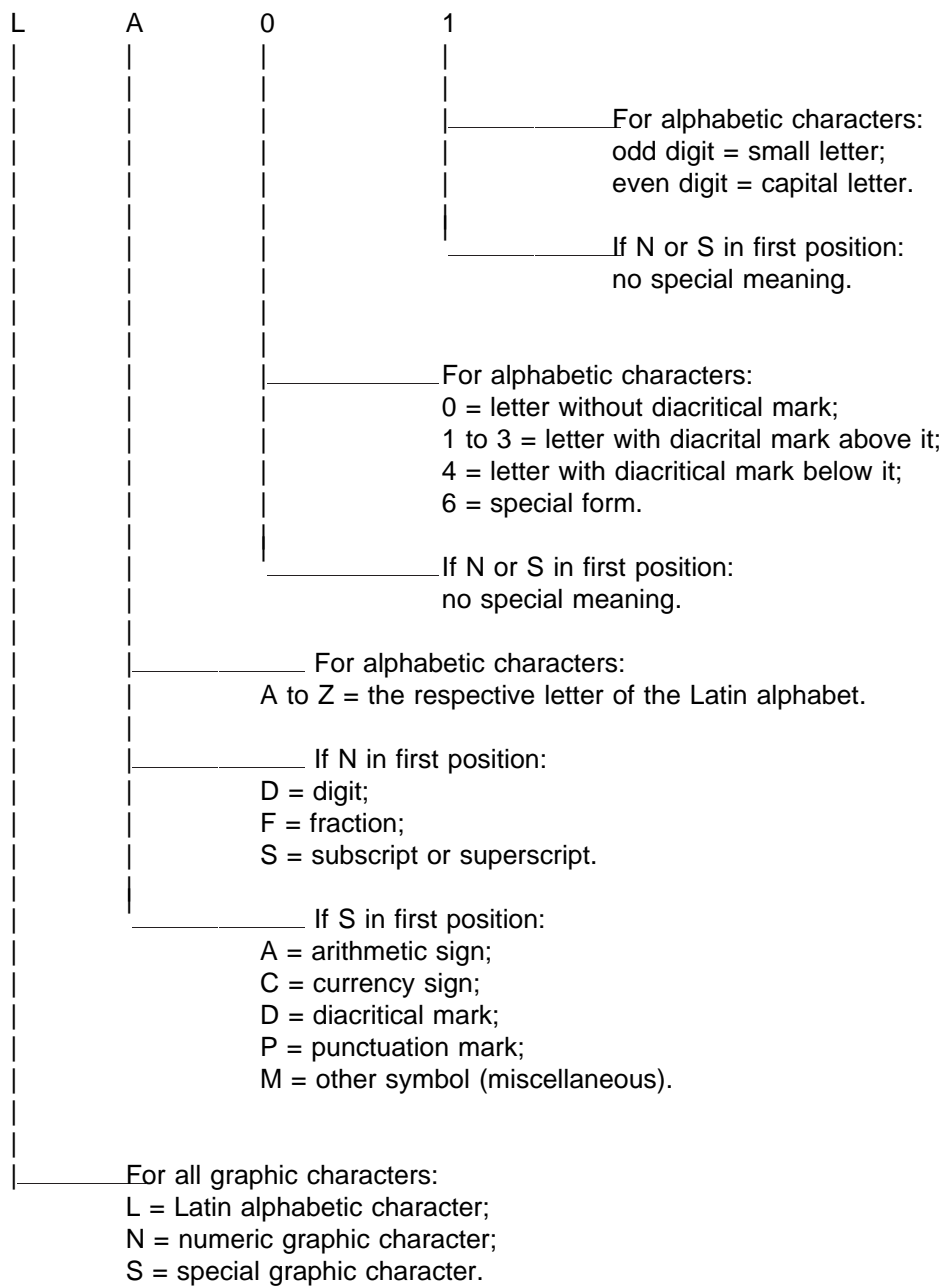 L A 0 1
For alphabetic characters:
odd digit = small letter;
even digit = capital letter.
If N or S in first position:
no special meaning.
For alphabetic characters:
0 = letter without diacritical mark;
1 to 3 = letter with diacrital mark above it;
4 = letter with diacritical mark below it;
6 = special form.
If N or S in first position:
no special meaning.
For alphabetic characters:
A to Z = the respective letter of the Latin alphabet.
If N in first position:
D = digit;
F = fraction;
S = subscript or superscript.
If S in first position:
A = arithmetic sign;
C = currency sign;
D = diacritical mark;
P = punctuation mark;
M = other symbol (miscellaneous).
For all graphic characters:
L = Latin alphabetic character;
N = numeric graphic character;
S = special graphic character.